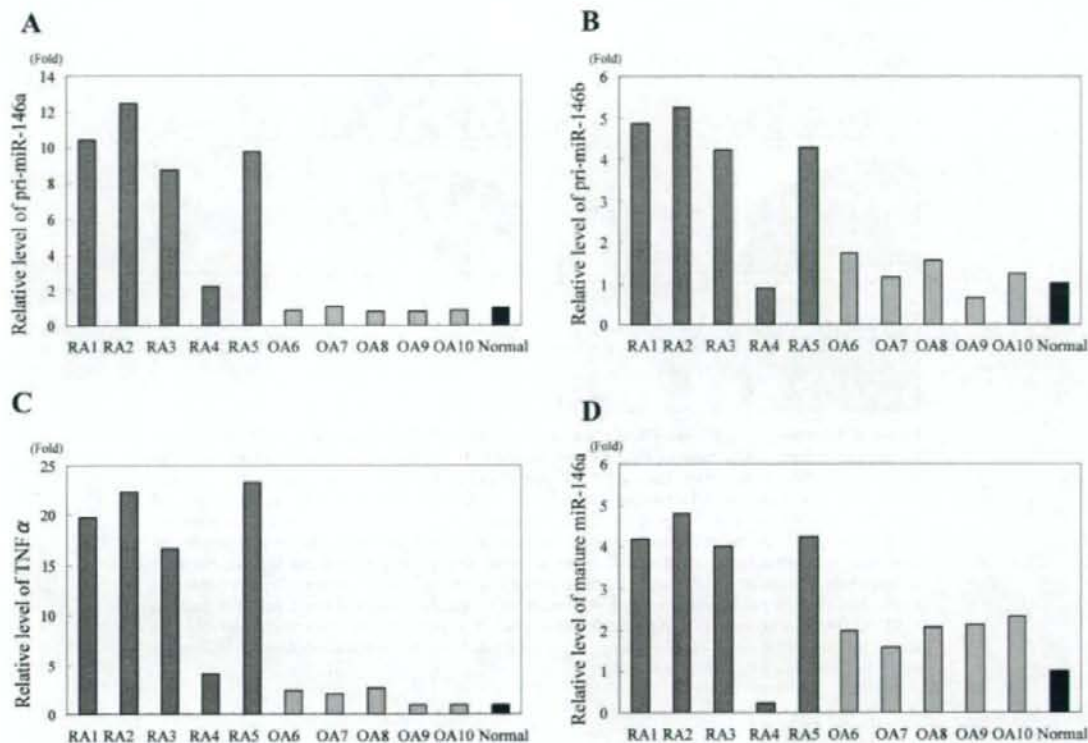 A
(Fold)
Relative level of pri-miR-146a
14
12
10
8
6
4
2
0
RA1 RA2 RA3 RA4 RA5 OA6 OA7 OA8 OA9 OA10 Normal
B
(Fold)
Relative level of pri-miR-146b
6
5
4
3
2
1
0
RA1 RA2 RA3 RA4 RA5 OA6 OA7 OA8 OA9 OA10 Normal
C
(Fold)
Relative level of TNF α
25
20
15
10
5
0
RA1 RA2 RA3 RA4 RA5 OA6 OA7 OA8 OA9 OA10 Normal
D
(Fold)
Relative level of mature miR-146a
6
5
4
3
2
1
0
RA1 RA2 RA3 RA4 RA5 OA6 OA7 OA8 OA9 OA10 Normal